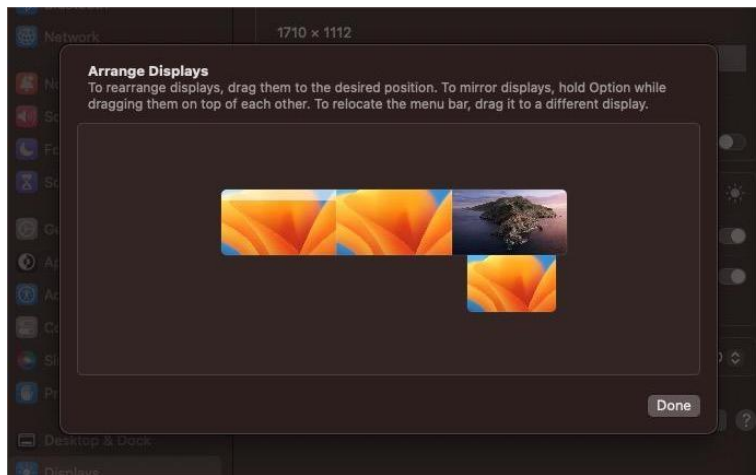 Network
1710 × 1112
Arrange Displays
To rearrange displays, drag them to the desired position. To mirror displays, hold Option while
dragging them on top of each other. To relocate the menu bar, drag it to a different display.
Done
?
Desktop & Dock
Displays